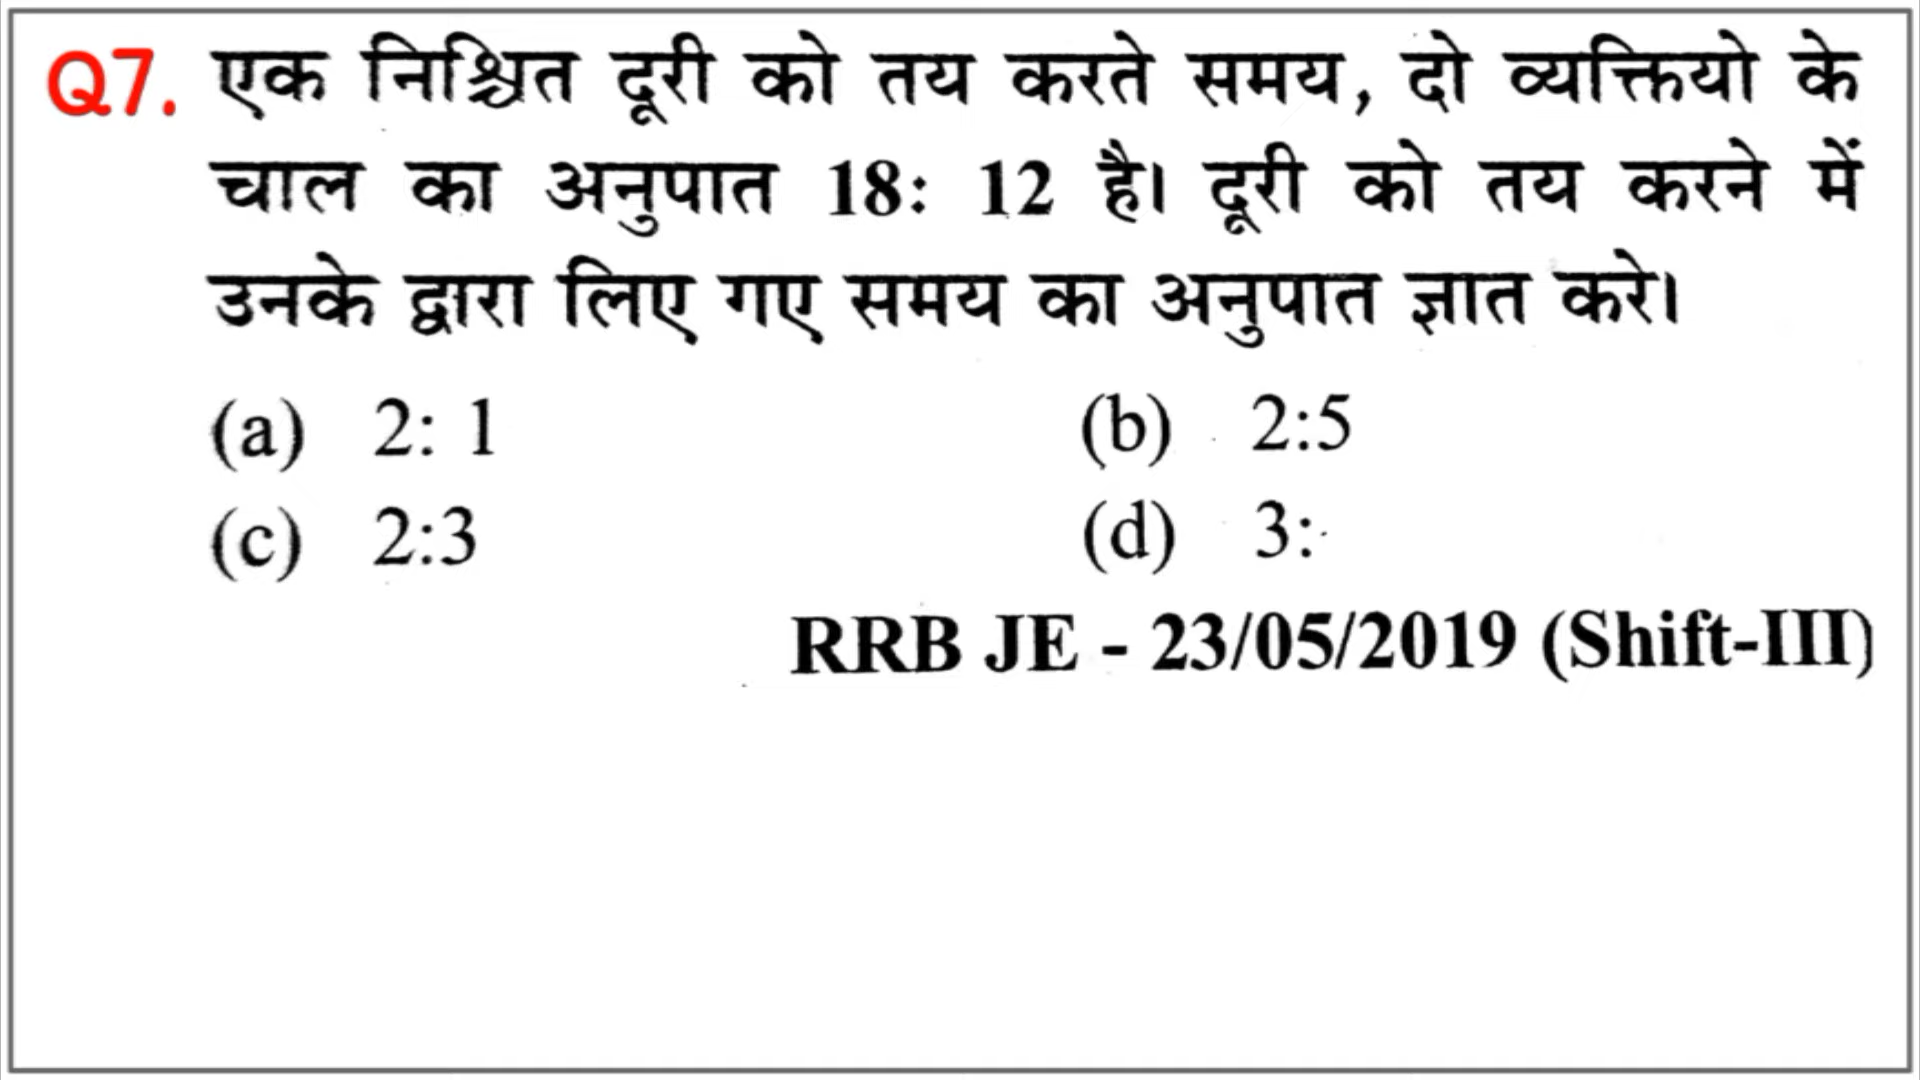 Q7. एक निश्चित दूरी को तय करते समय, दो व्यक्तियो के
चाल का अनुपात 18: 12 है। दूरी को तय करने में
उनके द्वारा लिए गए समय का अनुपात ज्ञात करे।
(a) 2: 1 (b) 2:5
(c) 2:3 (d) 3:
RRB JE - 23/05/2019 (Shift-III)